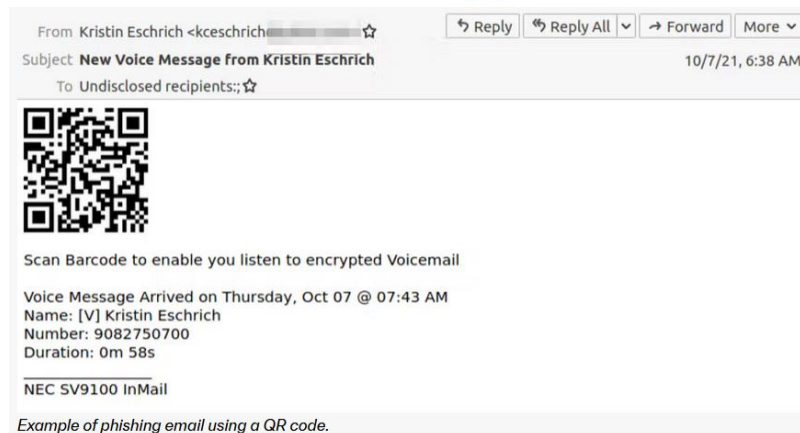 From Kristin Eschrich <kceschrich
Reply Reply All Forward More
Subject New Voice Message from Kristin Eschrich
10/7/21, 6:38 AM
To Undisclosed recipients:;
Scan Barcode to enable you listen to encrypted Voicemail
Voice Message Arrived on Thursday, Oct 07 @ 07:43 AM
Name: [V] Kristin Eschrich
Number: 9082750700
Duration: 0m 58s
NEC SV9100 InMail
Example of phishing email using a QR code.